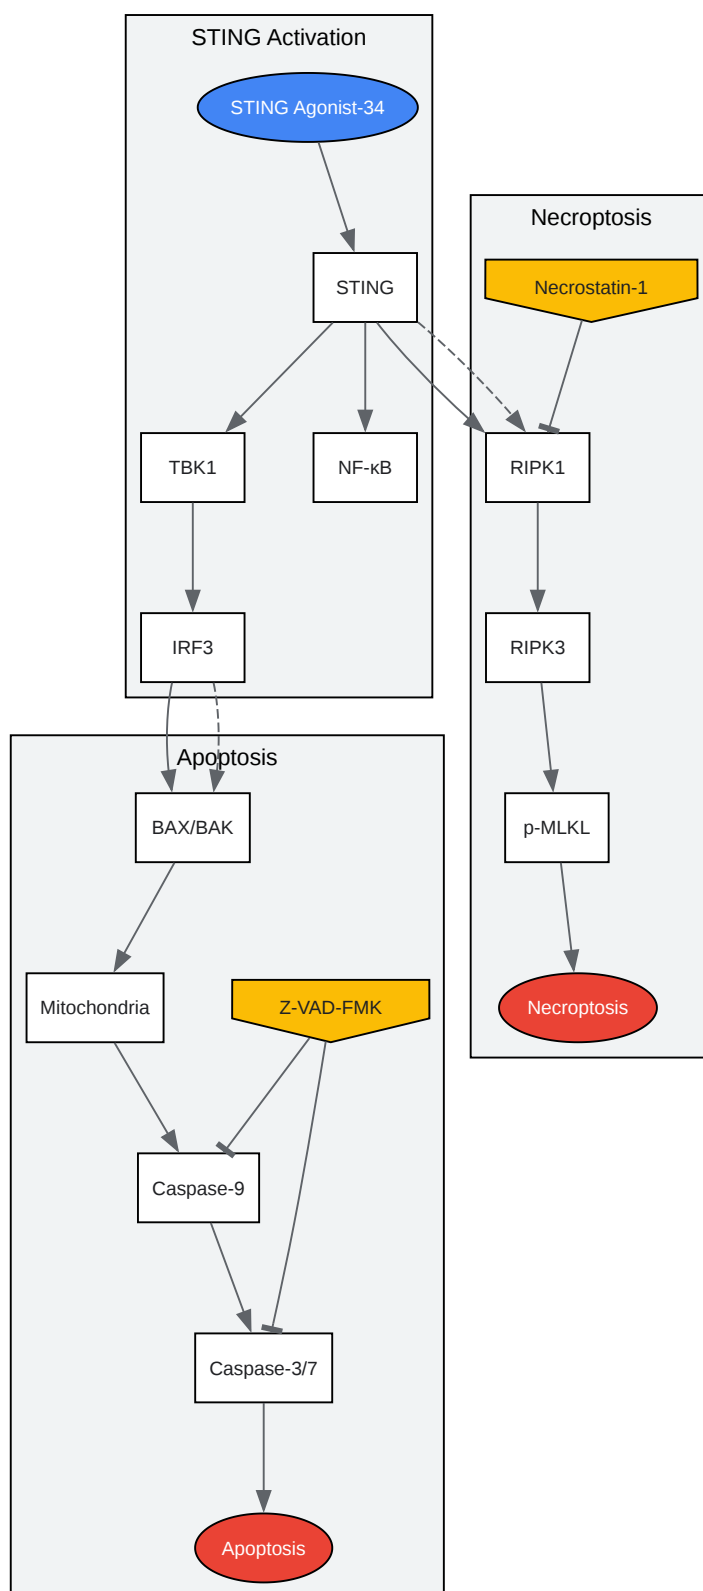 STING Activation
STING Agonist-34
Necroptosis
STING
Necrostatin-1
TBK1
NF-κB
RIPK1
IRF3
RIPK3
Apoptosis
BAX/BAK
p-MLKL
Mitochondria
Z-VAD-FMK
Necroptosis
Caspase-9
Caspase-3/7
Apoptosis